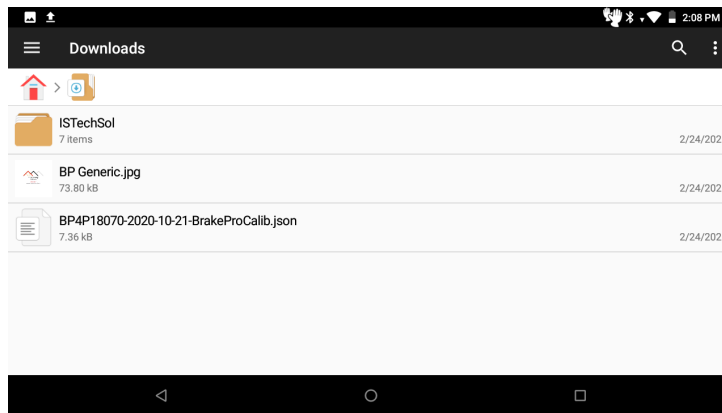 2:08 PM
Downloads
ISTechSol
7 items
2/24/202
BP Generic.jpg
73.80 kB
2/24/202
BP4P18070-2020-10-21-BrakeProCalib.json
7.36 kB
2/24/202